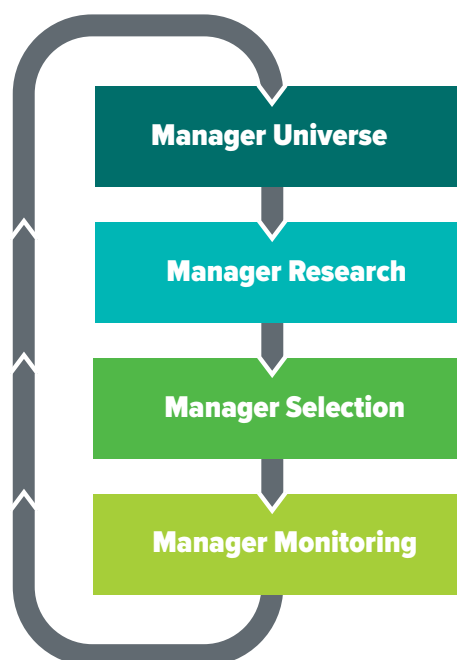 Manager Universe
Manager Research
Manager Selection
Manager Monitoring